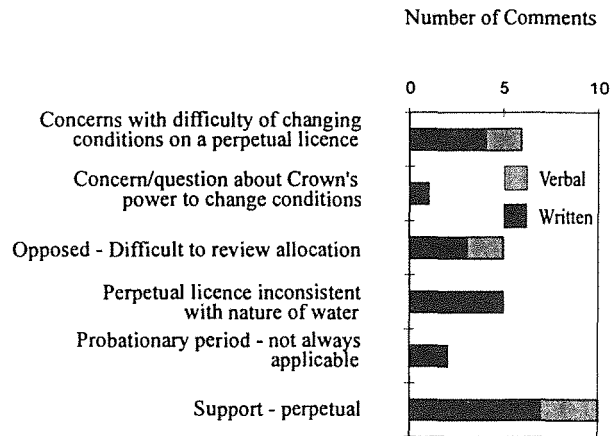 Number of Comments
0 5 10
Concerns with difficulty of changing
conditions on a perpetual licence
Concern/question about Crown's
power to change conditions
Verbal
Written
Opposed - Difficult to review allocation
Perpetual licence inconsistent
with nature of water
Probationary period - not always
applicable
Support - perpetual